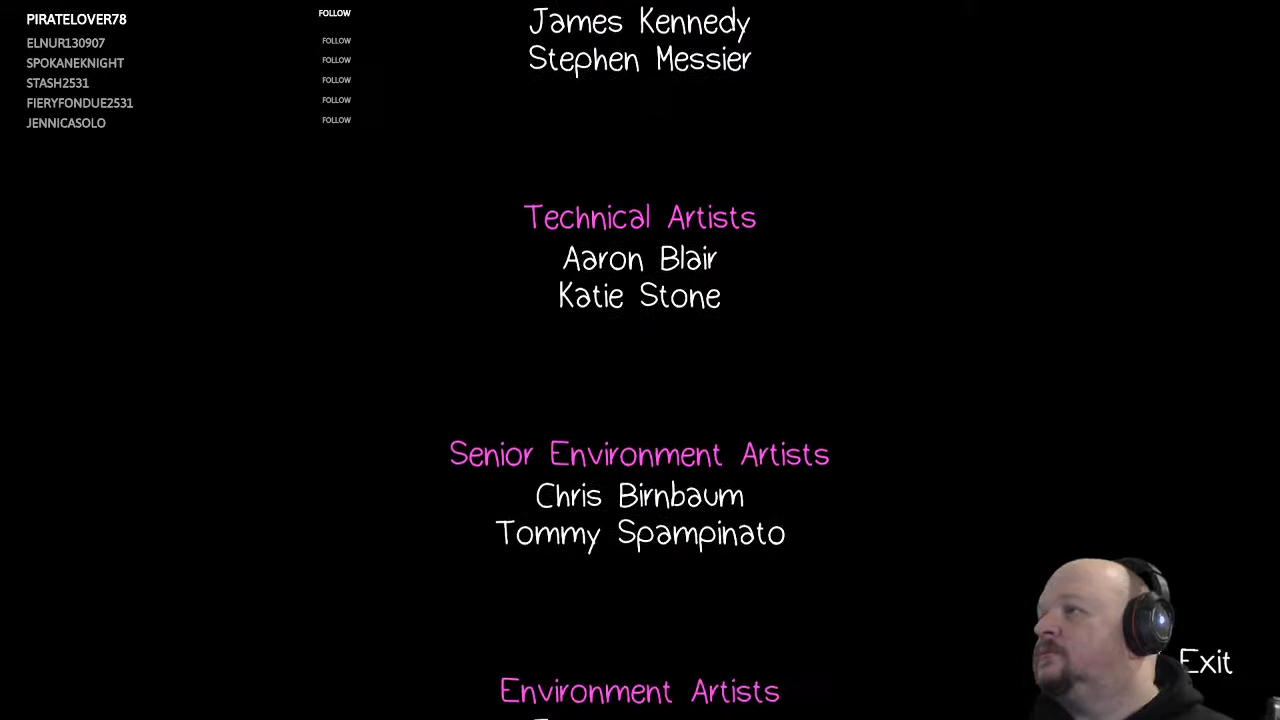 PIRATELOVER78 FOLLOW
ELNUR130907 FOLLOW
SPOKANEKNIGHT FOLLOW
STASH2531 FOLLOW
FIERYFONDUE2531 FOLLOW
JENNICASOLO FOLLOW
James Kennedy
Stephen Messier
Technical Artists
Aaron Blair
Katie Stone
Senior Environment Artists
Chris Birnbaum
Tommy Spampinato
Exit
Environment Artists